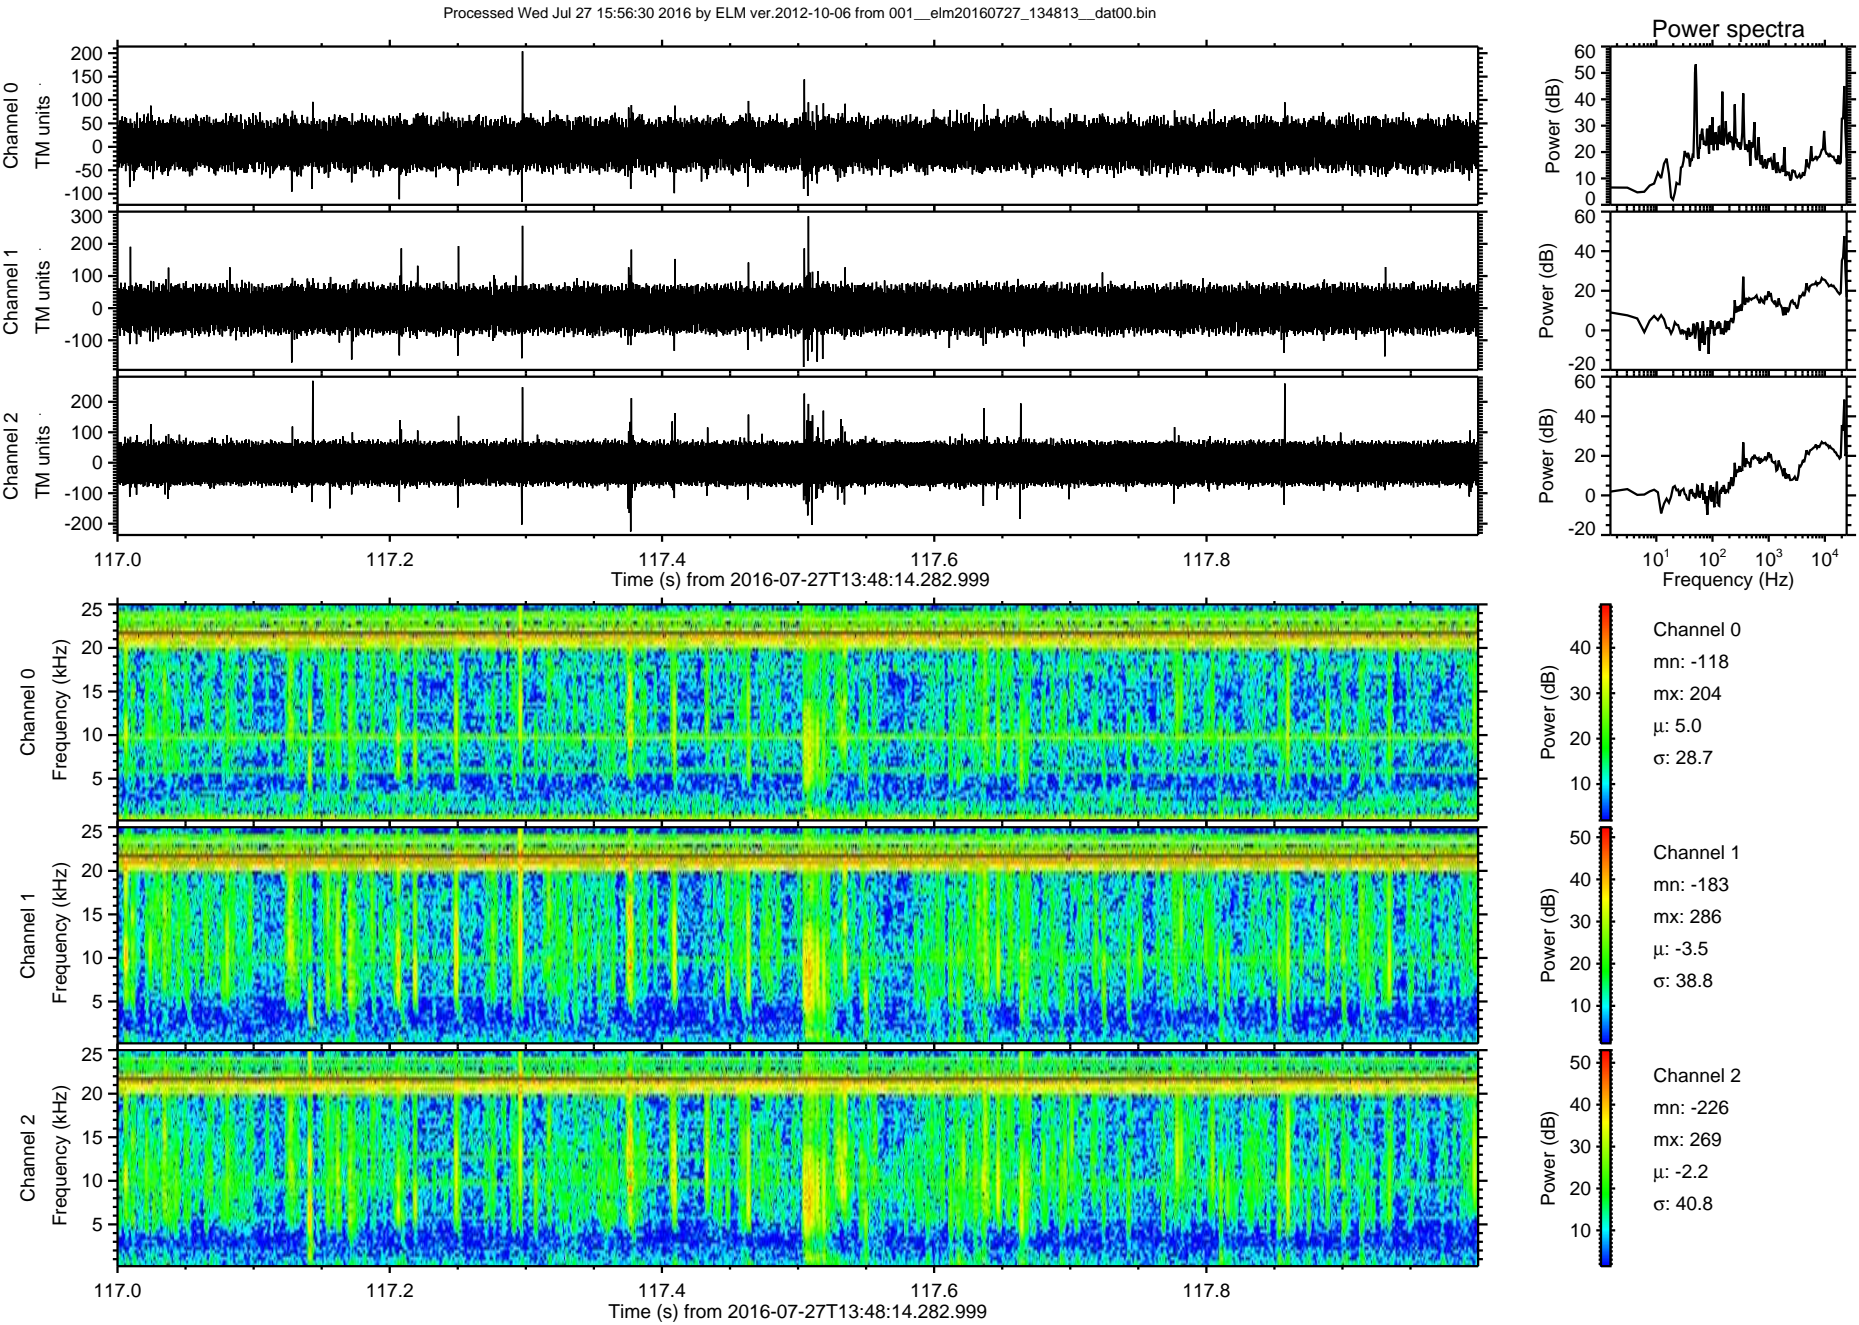 Processed Wed Jul 27 15:56:30 2016 by ELM ver.2012-10-06 from 001__elm20160727_134813__dat00.bin
Power spectra
Channel 0
TM units
200
150
100
50
0
-50
-100
Power (dB)
60
50
40
30
20
10
0
Channel 1
TM units
300
200
100
0
-100
Power (dB)
60
40
20
0
-20
Channel 2
TM units
200
100
0
-100
-200
Power (dB)
60
40
20
0
-20
117.0 117.2 117.4 117.6 117.8
Time (s) from 2016-07-27T13:48:14.282.999
10¹ 10² 10³ 10⁴
Frequency (Hz)
Channel 0
Frequency (kHz)
25
20
15
10
5
Power (dB)
40
30
20
10
Channel 0
mn: -118
mx: 204
μ: 5.0
σ: 28.7
Channel 1
Frequency (kHz)
25
20
15
10
5
Power (dB)
50
40
30
20
10
Channel 1
mn: -183
mx: 286
μ: -3.5
σ: 38.8
Channel 2
Frequency (kHz)
25
20
15
10
5
Power (dB)
50
40
30
20
10
Channel 2
mn: -226
mx: 269
μ: -2.2
σ: 40.8
117.0 117.2 117.4 117.6 117.8
Time (s) from 2016-07-27T13:48:14.282.999